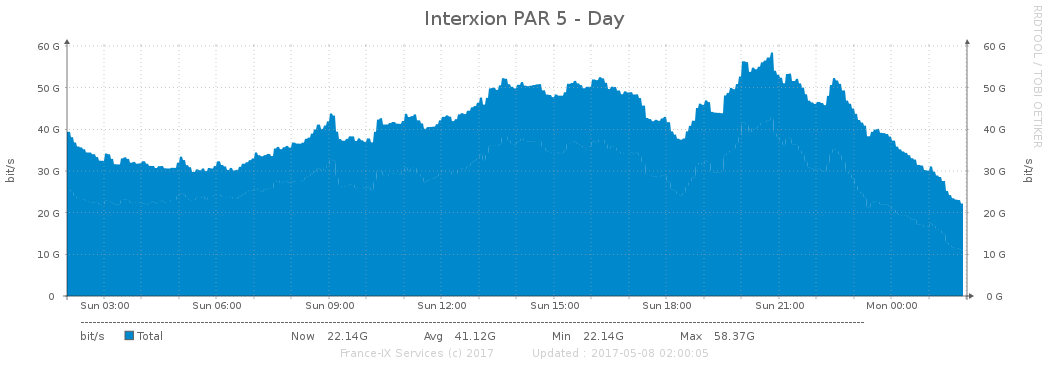 Interxion PAR 5 - Day
RRDTOOL / TOBI OETIKER
60 G 60 G
50 G 50 G
40 G 40 G
30 G 30 G
20 G 20 G
10 G 10 G
0 0 G
bit/s bit/s
Sun 03:00 Sun 06:00 Sun 09:00 Sun 12:00 Sun 15:00 Sun 18:00 Sun 21:00 Mon 00:00
bit/s Total Now 22.14G Avg 41.12G Min 22.14G Max 58.37G
France-IX Services (c) 2017 Updated : 2017-05-08 02:00:05